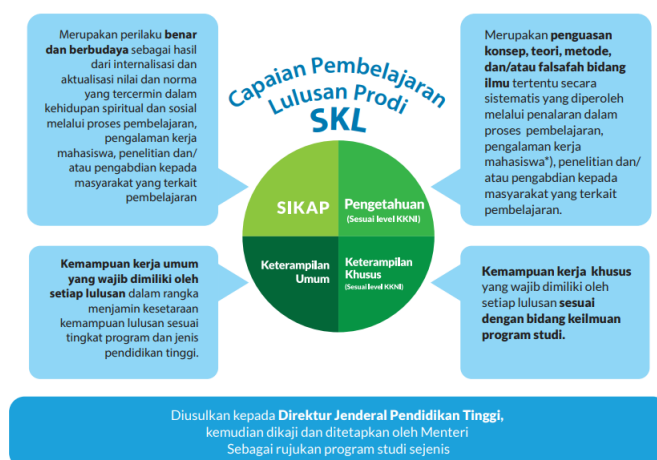 Merupakan perilaku benar
dan berbudaya sebagai hasil
dari internalisasi dan
aktualisasi nilai dan norma
yang tercermin dalam
kehidupan spiritual dan sosial
melalui proses pembelajaran,
pengalaman kerja
mahasiswa, penelitian dan/
atau pengabdian kepada
masyarakat yang terkait
pembelajaran
Capaian Pembelajaran
Lulusan Prodi
SKL
Merupakan penguasan
konsep, teori, metode,
dan/atau falsafah bidang
ilmu tertentu secara
sistematis yang diperoleh
melalui penalaran dalam
proses pembelajaran,
pengalaman kerja
mahasiswa*), penelitian dan/
atau pengabdian kepada
masyarakat yang terkait
pembelajaran.
SIKAP
Pengetahuan
(Sesuai level KKNI)
Keterampilan
Umum
Keterampilan
Khusus
(Sesuai level KKNI)
Kemampuan kerja umum
yang wajib dimiliki oleh
setiap lulusan dalam rangka
menjamin kesetaraan
kemampuan lulusan sesuai
tingkat program dan jenis
pendidikan tinggi.
Kemampuan kerja khusus
yang wajib dimiliki oleh
setiap lulusan sesuai
dengan bidang keilmuan
program studi.
Diusulkan kepada Direktur Jenderal Pendidikan Tinggi,
kemudian dikaji dan ditetapkan oleh Menteri
Sebagai rujukan program studi sejenis